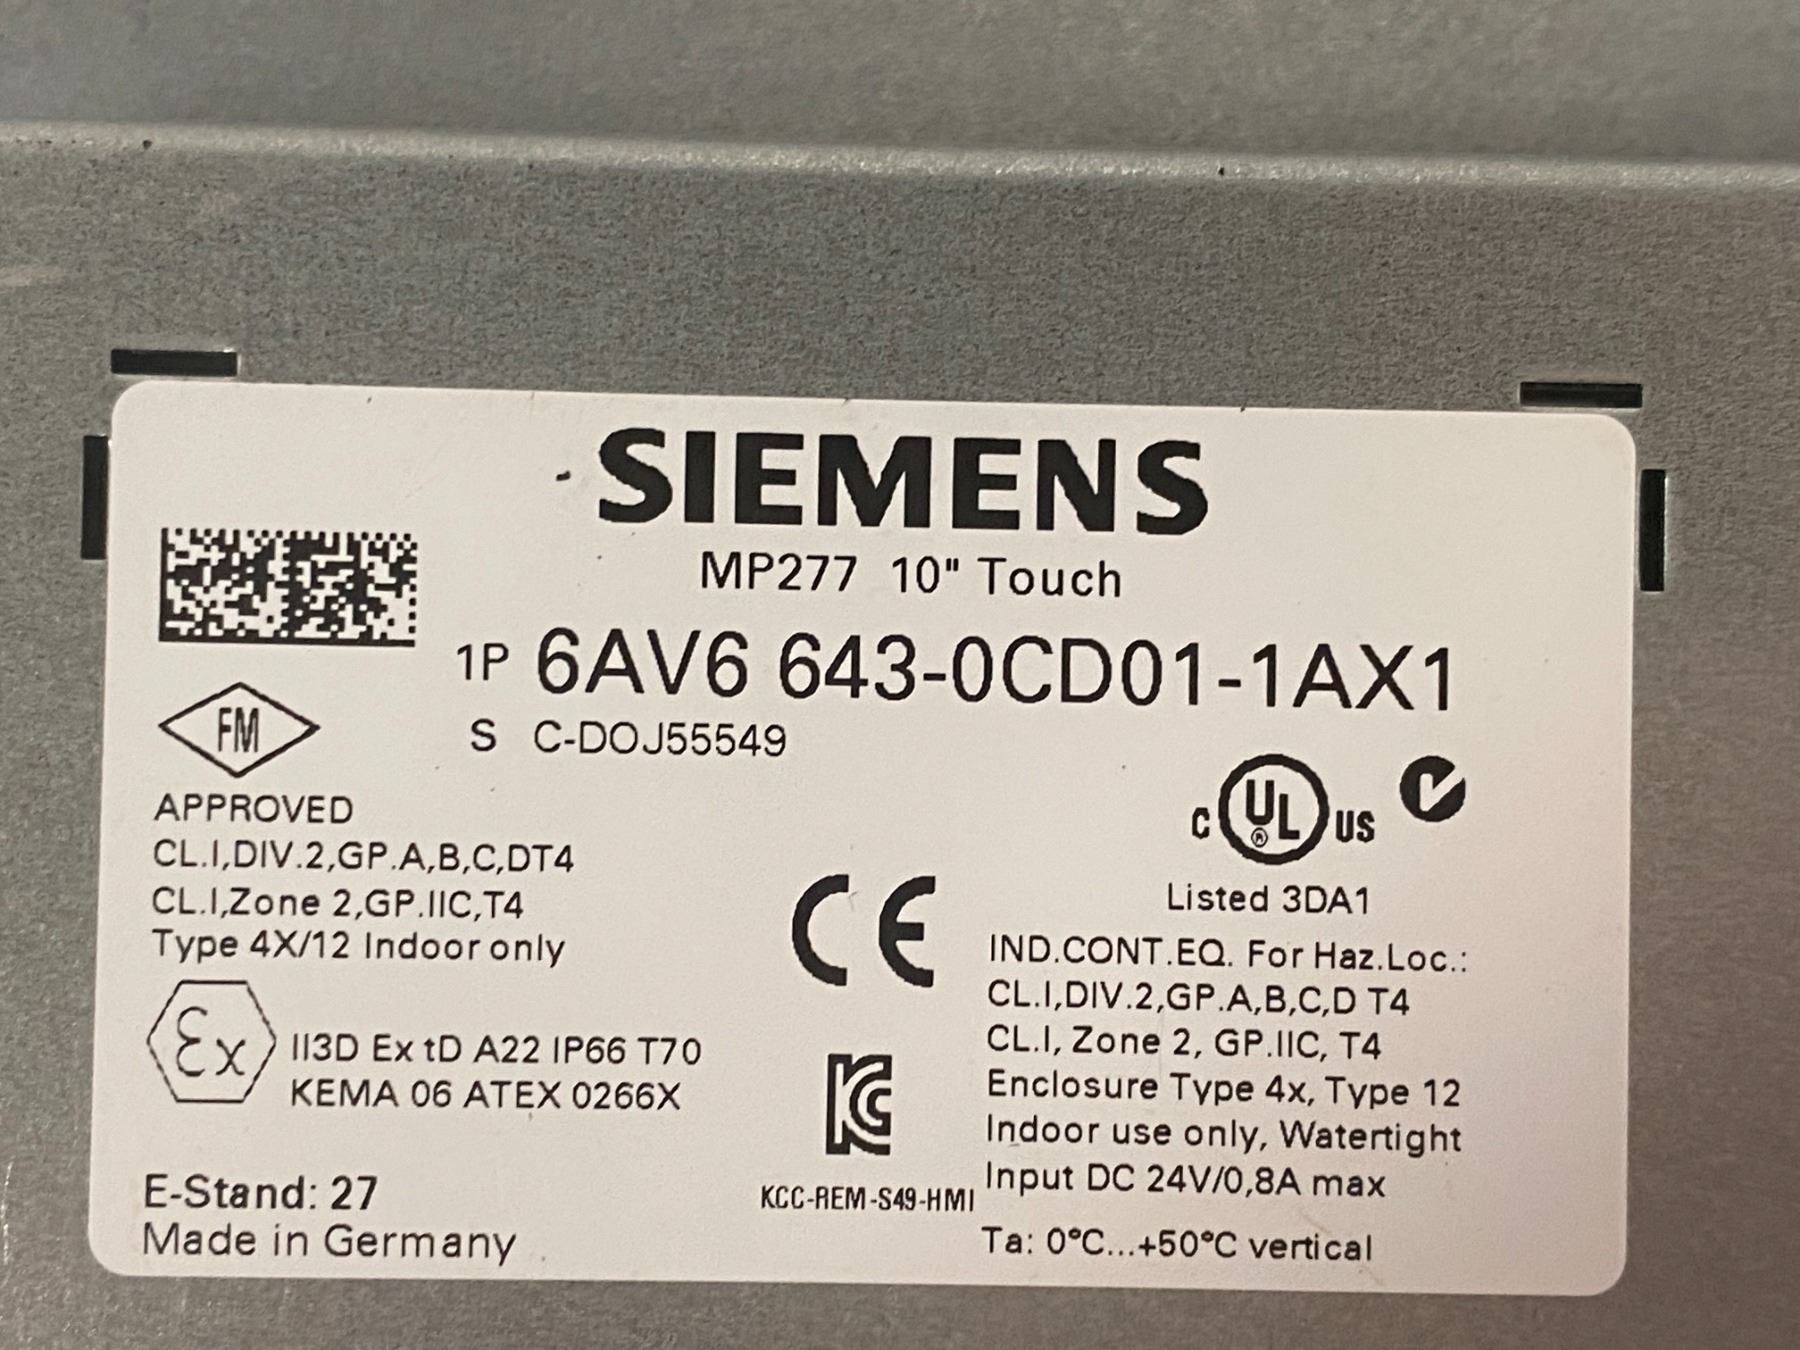 SIEMENS
MP277 10" Touch
1P 6AV6 643-0CD01-1AX1
S C-DOJ55549
FM
APPROVED
CL.I,DIV.2,GP.A,B,C,DT4
CL.I,Zone 2,GP.IIC,T4
Type 4X/12 Indoor only
Ex
II3D Ex tD A22 IP66 T70
KEMA 06 ATEX 0266X
E-Stand: 27
Made in Germany
CE
KC
KCC-REM-S49-HMI
C UL ® US
Listed 3DA1
IND.CONT.EQ. For Haz.Loc.:
CL.I,DIV.2,GP.A,B,C,D T4
CL.I, Zone 2, GP.IIC, T4
Enclosure Type 4x, Type 12
Indoor use only, Watertight
Input DC 24V/0,8A max
Ta: 0°C...+50°C vertical